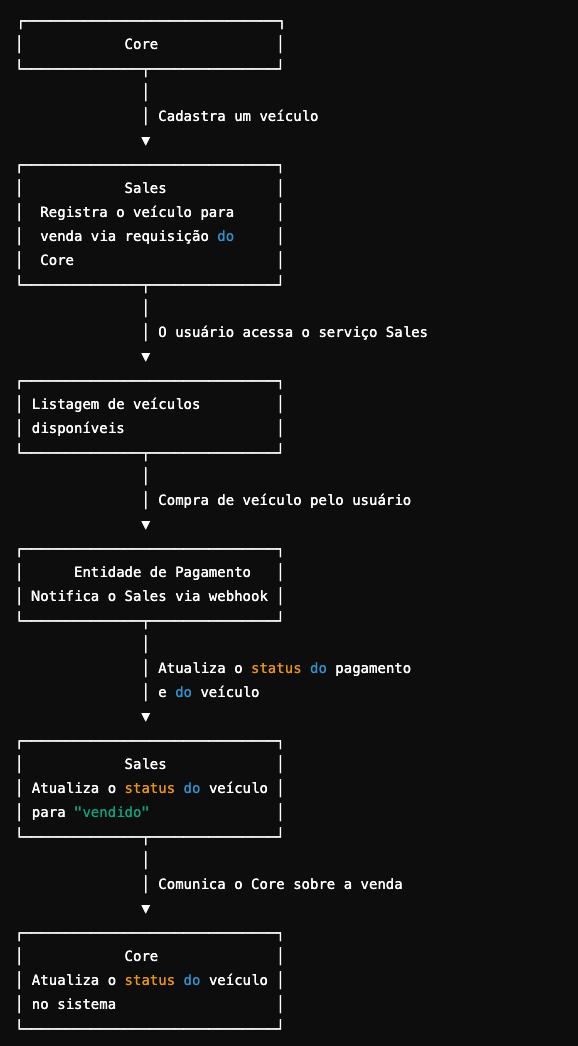 Core
Cadastra um veículo
Sales
Registra o veículo para
venda via requisição do
Core
O usuário acessa o serviço Sales
Listagem de veículos
disponíveis
Compra de veículo pelo usuário
Entidade de Pagamento
Notifica o Sales via webhook
Atualiza o status do pagamento
e do veículo
Sales
Atualiza o status do veículo
para "vendido"
Comunica o Core sobre a venda
Core
Atualiza o status do veículo
no sistema